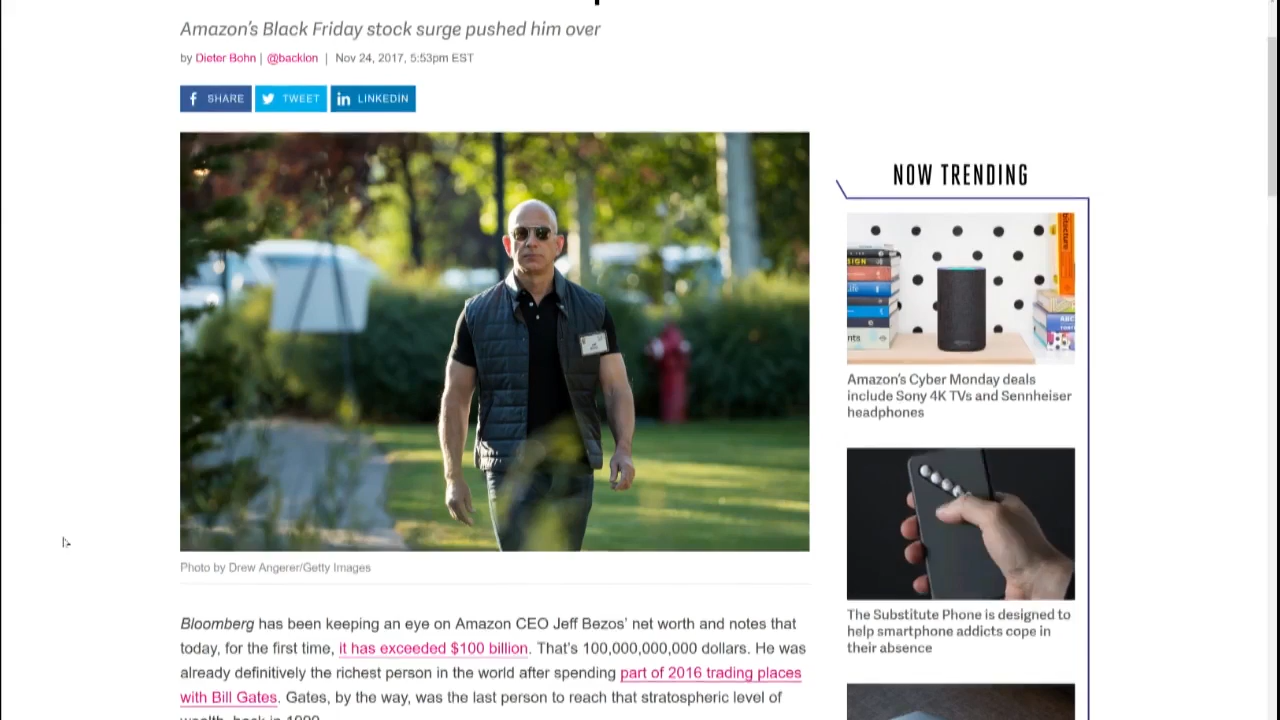 Amazon's Black Friday stock surge pushed him over
by Dieter Bohn | @backlon | Nov 24, 2017, 5:53pm EST
SHARE TWEET LINKEDIN
Photo by Drew Angerer/Getty Images
Bloomberg has been keeping an eye on Amazon CEO Jeff Bezos' net worth and notes that
today, for the first time, it has exceeded $100 billion. That's 100,000,000,000 dollars. He was
already definitively the richest person in the world after spending part of 2016 trading places
with Bill Gates. Gates, by the way, was the last person to reach that stratospheric level of
NOW TRENDING
Amazon's Cyber Monday deals
include Sony 4K TVs and Sennheiser
headphones
The Substitute Phone is designed to
help smartphone addicts cope in
their absence